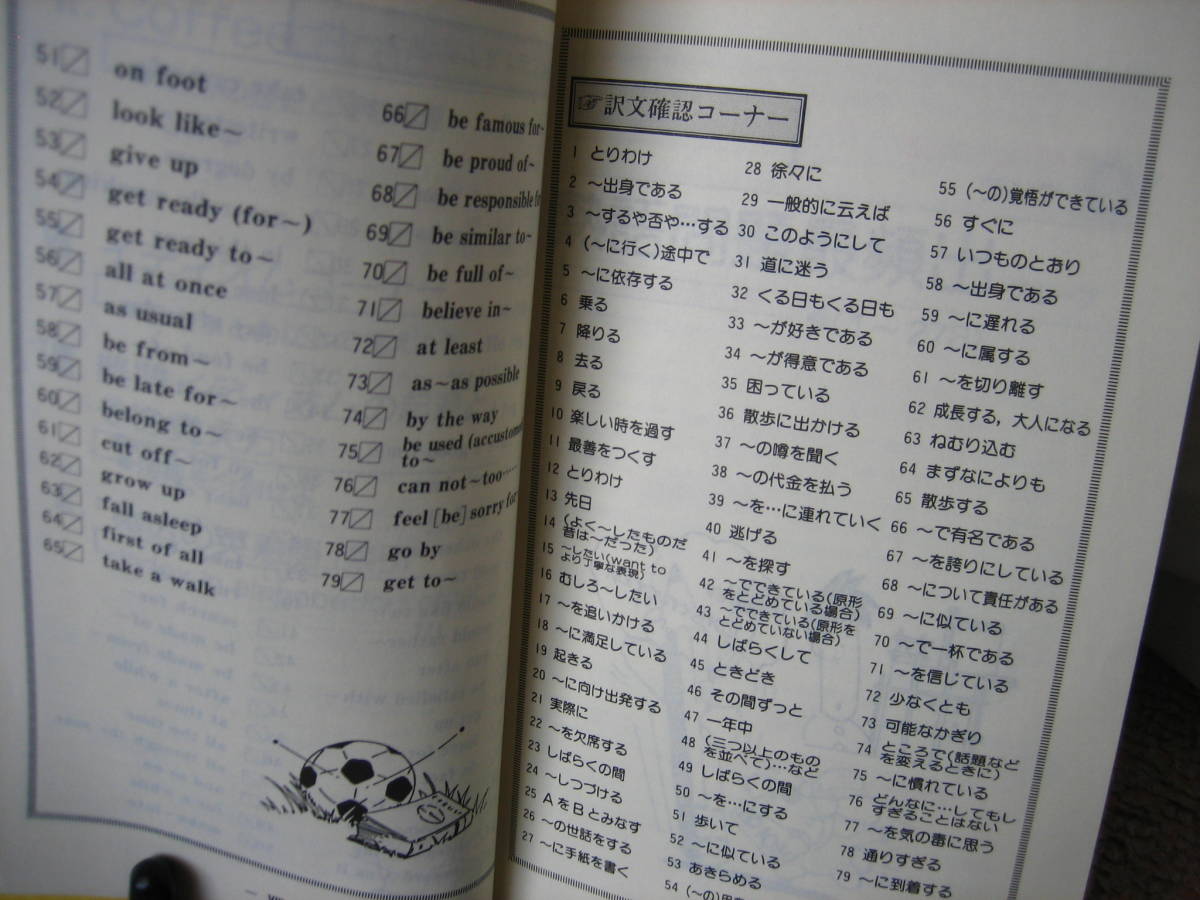 51 on foot
52 look like～
53 give up
54 get ready (for～)
55 get ready to～
56 all at once
57 as usual
58 be from～
59 be late for～
60 belong to～
61 cut off～
62 grow up
63 fall asleep
64 first of all
65 take a walk
66 be famous for～
67 be proud of～
68 be responsible
69 be similar to～
70 be full of～
71 believe in～
72 at least
73 as～as possible
74 by the way
75 be used (accustom
to～
76 can not～too……
77 feel [be] sorry for
78 go by
79 get to～
☞訳文確認コーナー
1 とりわけ
2 ～出身である
3 ～するや否や…する
4 (～に行く)途中で
5 ～に依存する
6 乗る
7 降りる
8 去る
9 戻る
10 楽しい時を過す
11 最善をつくす
12 とりわけ
13 先日
14 (よく～したものだ
昔は～だった)
15 ～したい(want to
より丁寧な表現)
16 むしろ～したい
17 ～を追いかける
18 ～に満足している
19 起きる
20 ～に向け出発する
21 実際に
22 ～を欠席する
23 しばらくの間
24 ～しつづける
25 AをBとみなす
26 ～の世話をする
27 ～に手紙を書く
28 徐々に
29 一般的に云えば
30 このようにして
31 道に迷う
32 くる日もくる日も
33 ～が好きである
34 ～が得意である
35 困っている
36 散歩に出かける
37 ～の噂を聞く
38 ～の代金を払う
39 ～を…に連れていく
40 逃げる
41 ～を探す
42 ～でできている(原形
をとどめている場合)
43 ～でできている(原形を
とどめていない場合)
44 しばらくして
45 ときどき
46 その間ずっと
47 一年中
48 (三つ以上のもの
を並べて)…など
49 しばらくの間
50 ～を…にする
51 歩いて
52 ～に似ている
53 あきらめる
54 (～の)
55 (～の)覚悟ができている
56 すぐに
57 いつものとおり
58 ～出身である
59 ～に遅れる
60 ～に属する
61 ～を切り離す
62 成長する，大人になる
63 ねむり込む
64 まずなによりも
65 散歩する
66 ～で有名である
67 ～を誇りにしている
68 ～について責任がある
69 ～に似ている
70 ～で一杯である
71 ～を信じている
72 少なくとも
73 可能なかぎり
74 ところで(話題など
を変えるときに)
75 ～に慣れている
76 どんなに…してもし
すぎることはない
77 ～を気の毒に思う
78 通りすぎる
79 ～に到着する